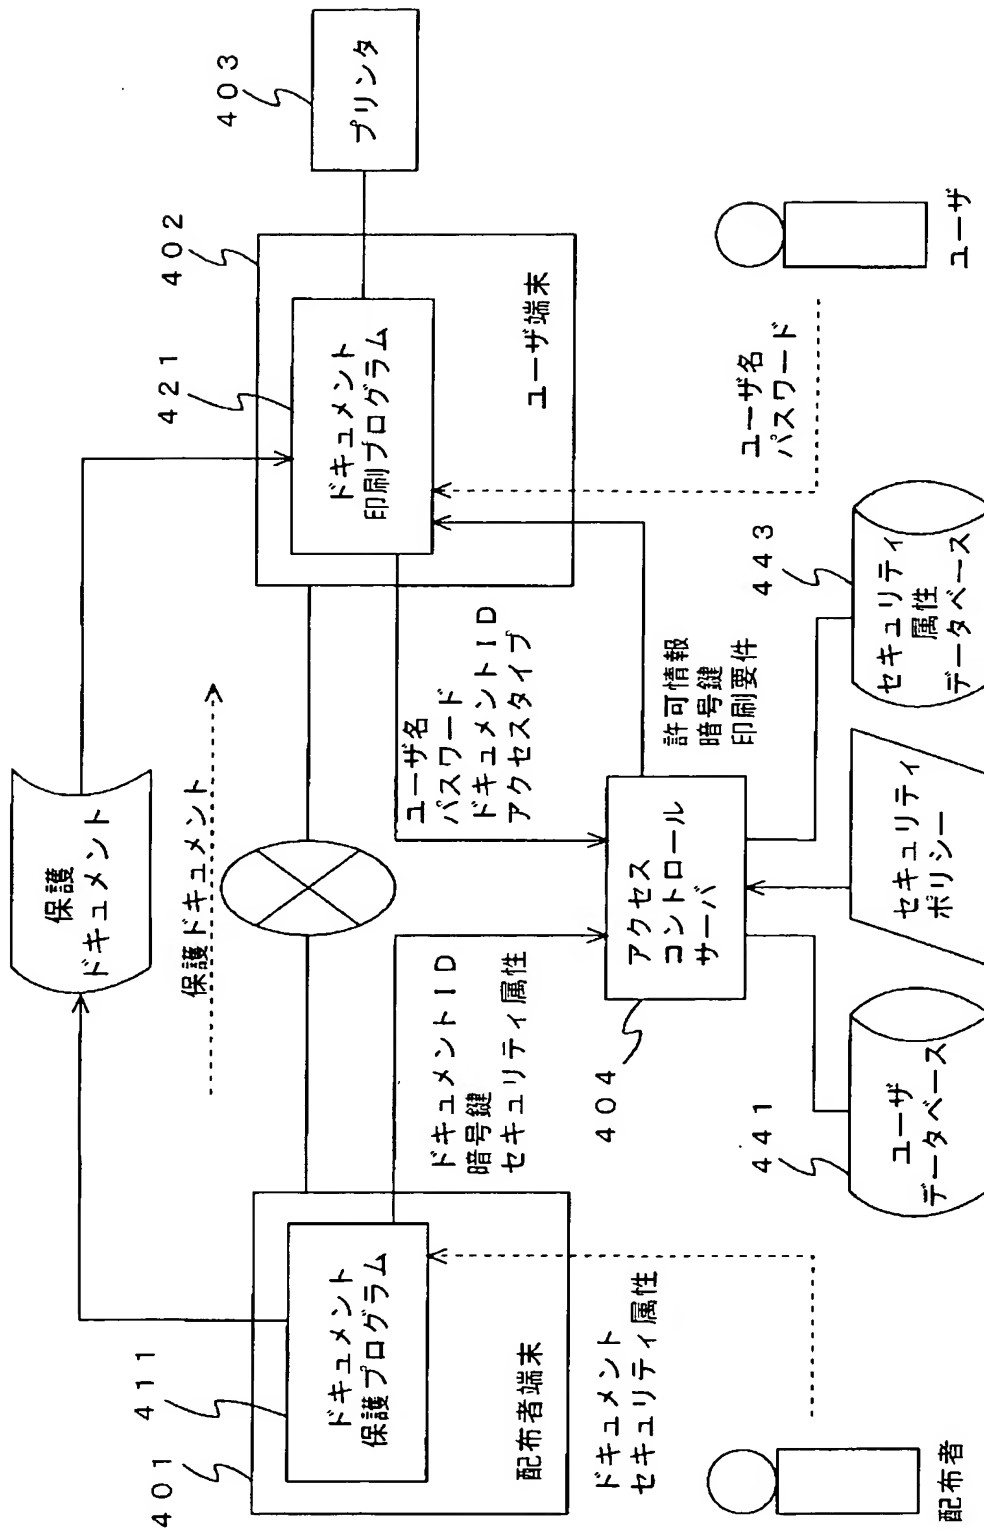 401
411
ドキュメント
保護プログラム
配布者端末
ドキュメント
セキュリティ属性
配布者
保護
ドキュメント
保護ドキュメント
ドキュメントID
暗号鍵
セキュリティ属性
ユーザ名
パスワード
ドキュメントID
アクセスタイプ
404
アクセス
コントロール
サーバ
許可情報
暗号鍵
印刷要件
441
ユーザ
データベース
セキュリティ
ポリシー
443
セキュリティ
属性
データベース
421
402
ドキュメント
印刷プログラム
ユーザ端末
403
プリンタ
ユーザ名
パスワード
ユーザ